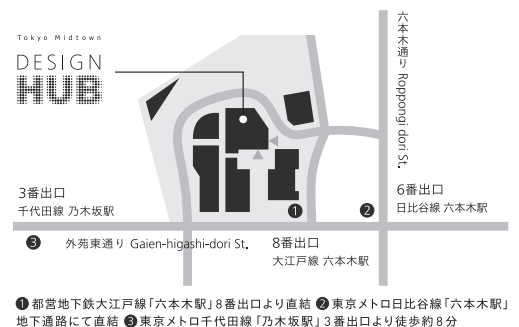 Tokyo Midtown
DESIGN
HUB
六本木通り Roppongi dori St.
3番出口
千代田線 乃木坂駅
6番出口
日比谷線 六本木駅
❶
❷
❸
外苑東通り Gaien-higashi-dori St.
8番出口
大江戸線 六本木駅
❶都営地下鉄大江戸線「六本木駅」8番出口より直結 ❷東京メトロ日比谷線「六本木駅」
地下通路にて直結 ❸東京メトロ千代田線「乃木坂駅」3番出口より徒歩約8分